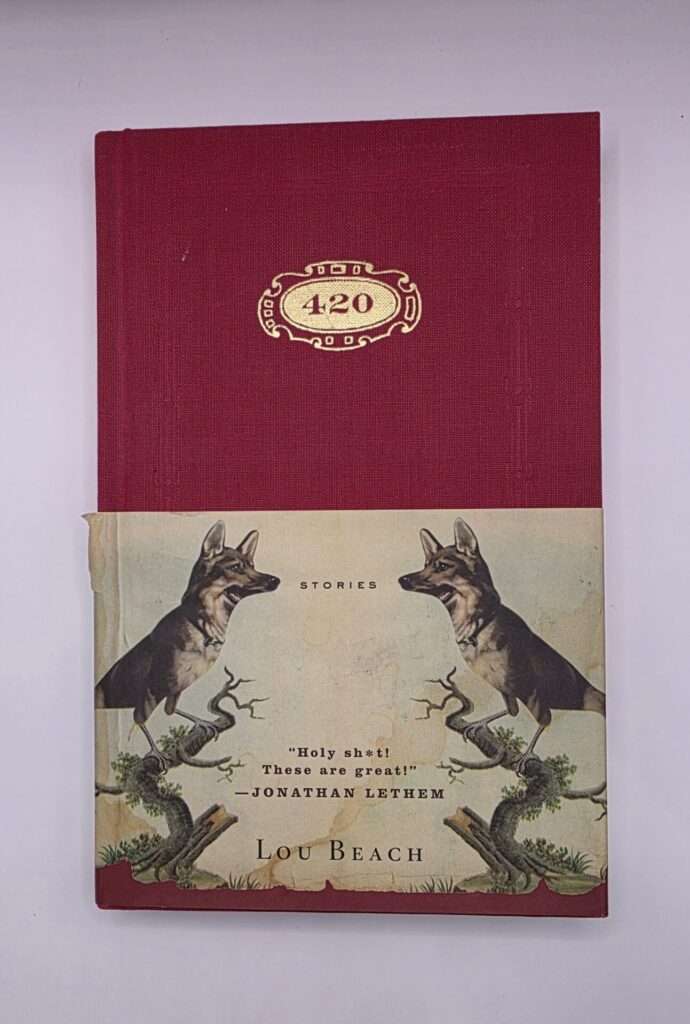 420
STORIES
"Holy sh*t!
These are great!"
—JONATHAN LETHEM
LOU BEACH